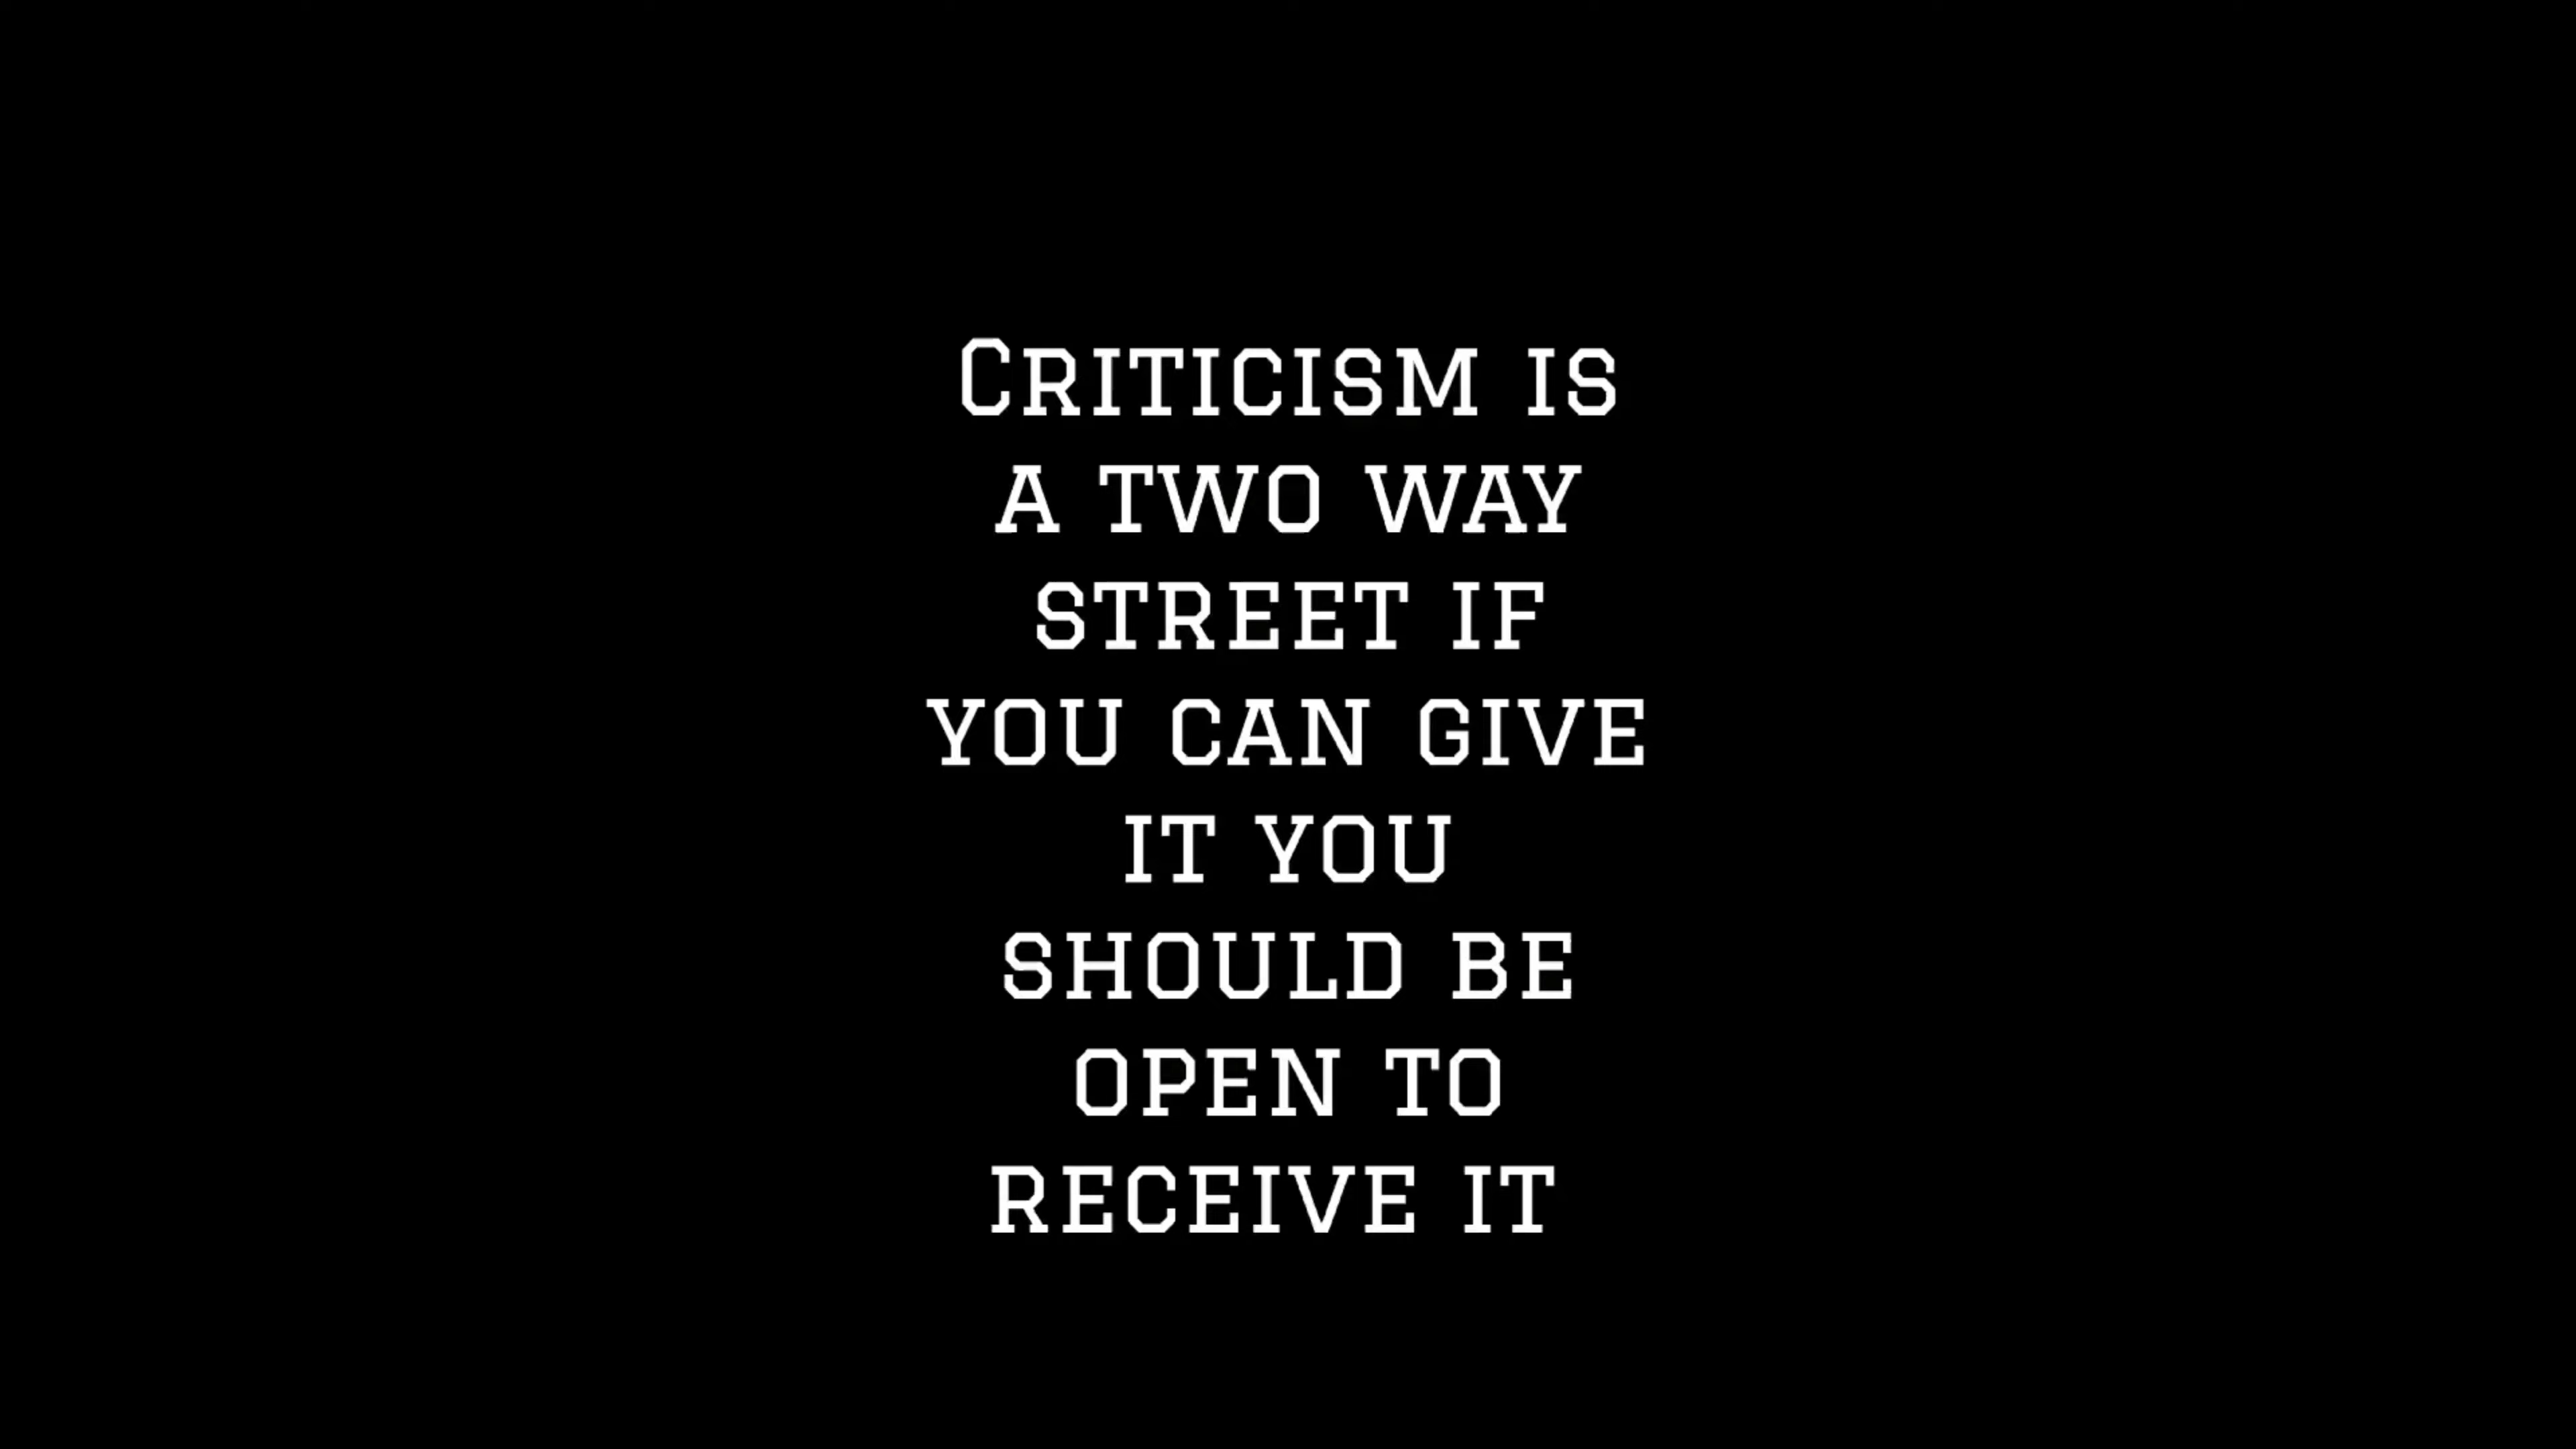 Criticism is
a two way
street if
you can give
it you
should be
open to
receive it